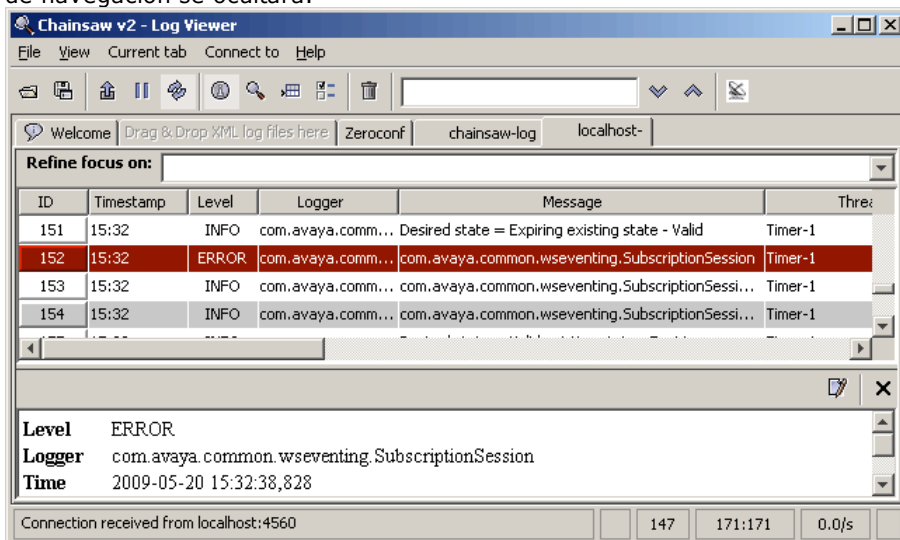 de navegación se ocultará.
Chainsaw v2 - Log Viewer
File View Current tab Connect to Help
Welcome Drag & Drop XML log files here Zeroconf chainsaw-log localhost-
Refine focus on:
ID Timestamp Level Logger Message Threa
151 15:32 INFO com.avaya.comm... Desired state = Expiring existing state - Valid Timer-1
152 15:32 ERROR com.avaya.comm... com.avaya.common.wseventing.SubscriptionSession Timer-1
153 15:32 INFO com.avaya.comm... com.avaya.common.wseventing.SubscriptionSessi... Timer-1
154 15:32 INFO com.avaya.comm... com.avaya.common.wseventing.SubscriptionSessi... Timer-1
Level ERROR
Logger com.avaya.common.wseventing.SubscriptionSession
Time 2009-05-20 15:32:38,828
Connection received from localhost:4560 147 171:171 0.0/s